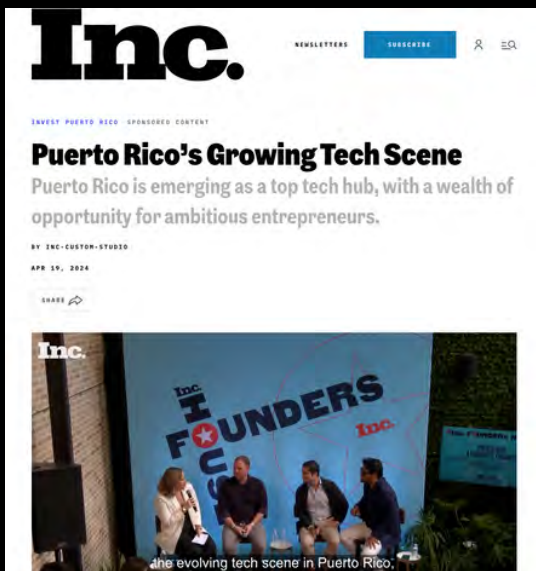 Inc.
NEWSLETTERS
SUBSCRIBE
INVEST PUERTO RICO SPONSORED CONTENT
Puerto Rico's Growing Tech Scene
Puerto Rico is emerging as a top tech hub, with a wealth of
opportunity for ambitious entrepreneurs.
BY INC-CUSTOM-STUDIO
APR 19, 2024
SHARE
Inc.
Inc.
FOUNDERS
HOUSE
Inc.
the evolving tech scene in Puerto Rico,